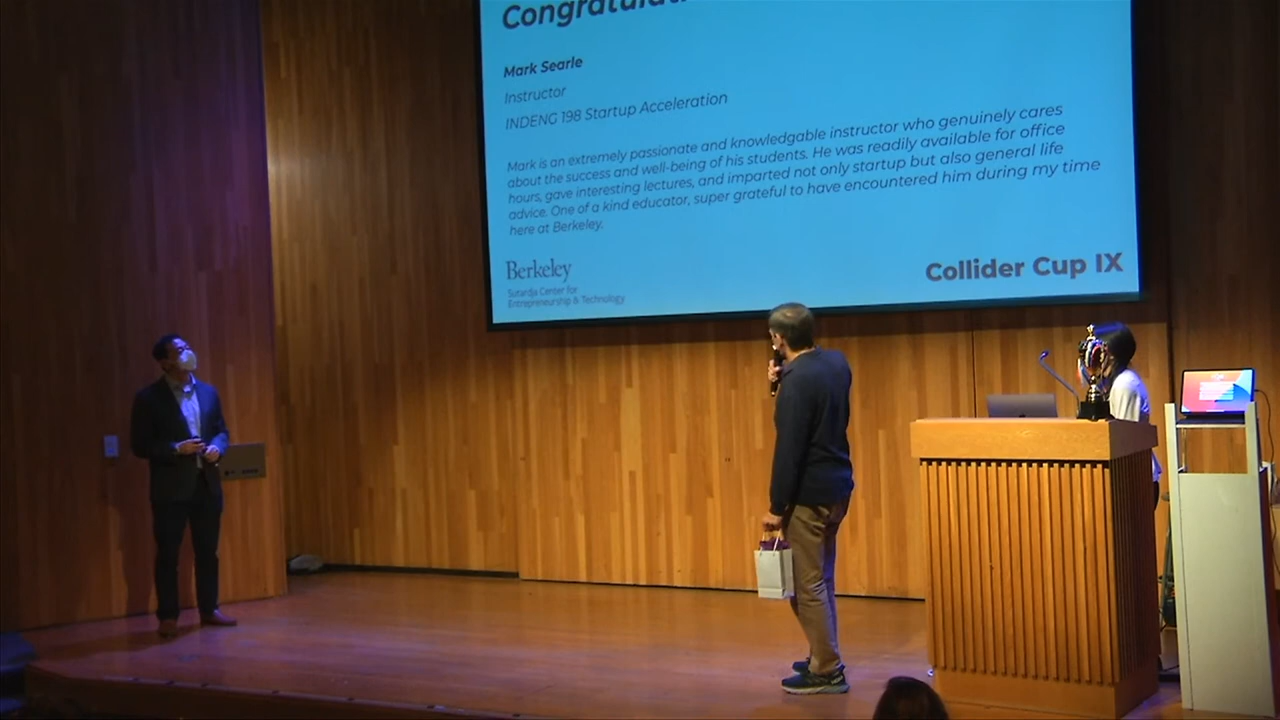 Congratulati
Mark Searle
Instructor
INDENG 198 Startup Acceleration
Mark is an extremely passionate and knowledgable instructor who genuinely cares
about the success and well-being of his students. He was readily available for office
hours, gave interesting lectures, and imparted not only startup but also general life
advice. One of a kind educator, super grateful to have encountered him during my time
here at Berkeley.
Berkeley
Sutardja Center for
Entrepreneurship & Technology
Collider Cup IX